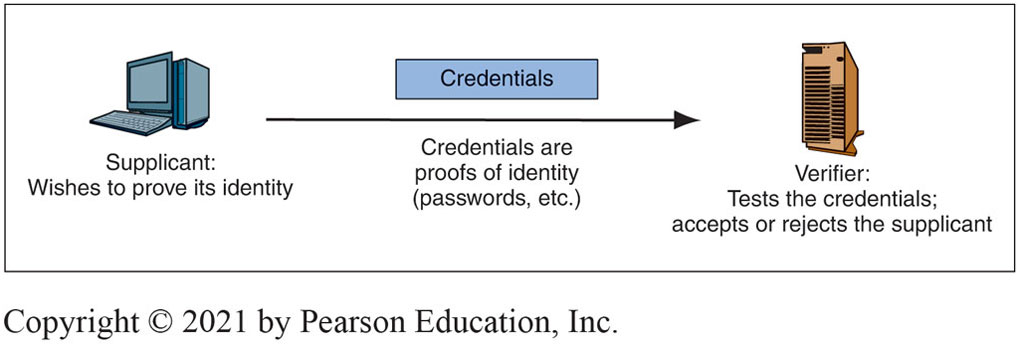 Credentials
Supplicant:
Wishes to prove its identity
Credentials are
proofs of identity
(passwords, etc.)
Verifier:
Tests the credentials;
accepts or rejects the supplicant
Copyright © 2021 by Pearson Education, Inc.